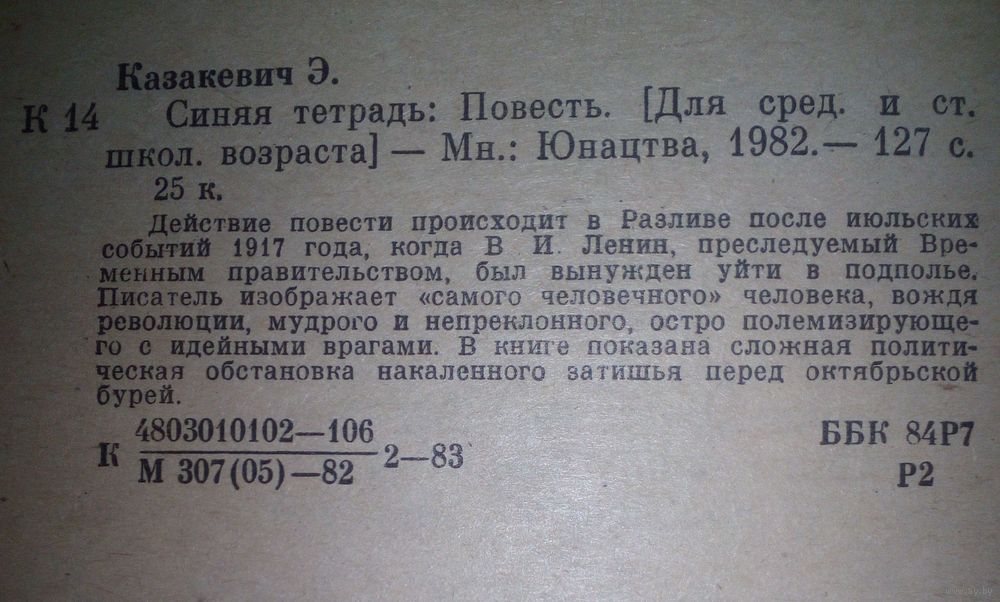 Казакевич Э.
К 14 Синяя тетрадь: Повесть. [Для сред. и ст.
школ. возраста] — Мн.: Юнацтва, 1982.— 127 с.
25 к.
Действие повести происходит в Разливе после июльских
событий 1917 года, когда В И. Ленин, преследуемый Вре-
менным правительством, был вынужден уйти в подполье.
Писатель изображает «самого человечного» человека, вождя
революции, мудрого и непреклонного, остро полемизирующе-
го с идейными врагами. В книге показана сложная полити-
ческая обстановка накаленного затишья перед октябрьской
бурей.
К 4803010102—106
М 307(05)—82 2—83
ББК 84Р7
Р2
www.ay.by